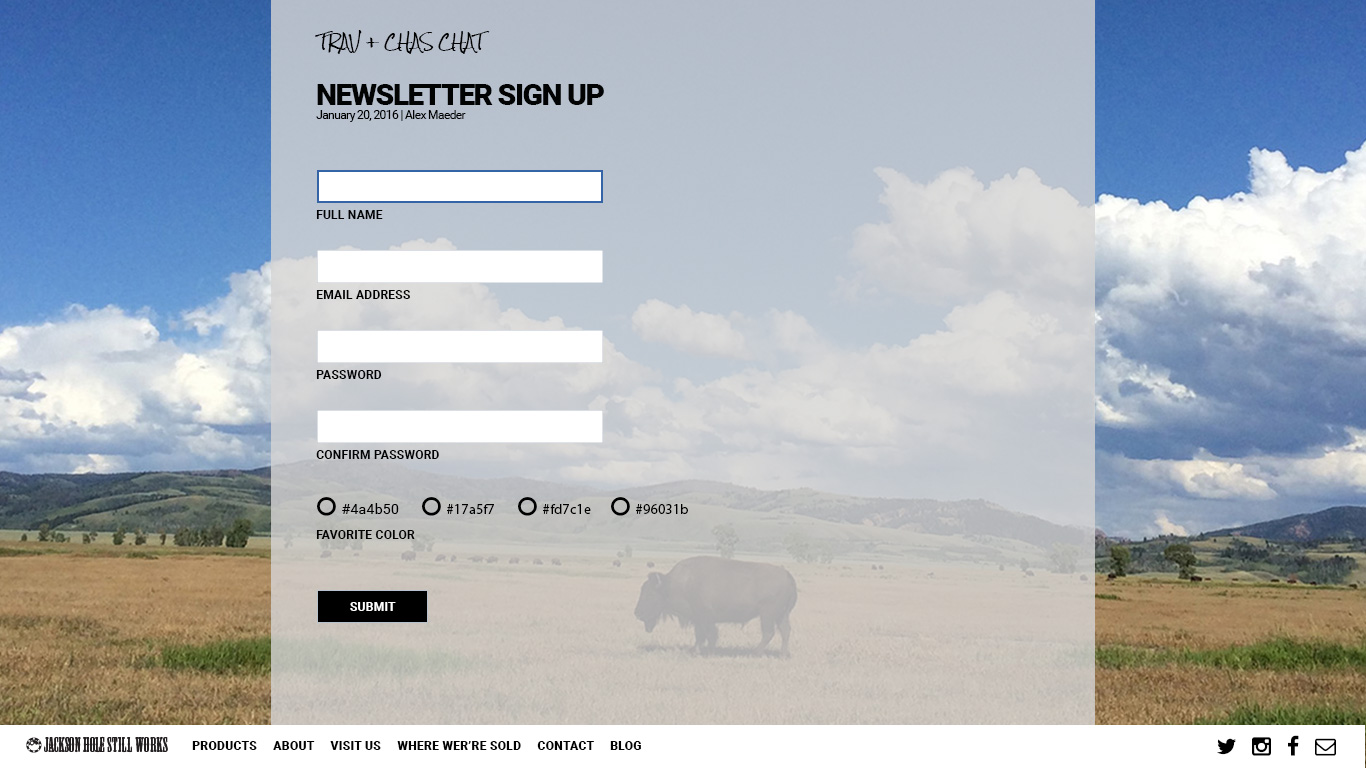 TRAV + CHAS CHAT
NEWSLETTER SIGN UP
January 20, 2016 | Alex Maeder
FULL NAME
EMAIL ADDRESS
PASSWORD
CONFIRM PASSWORD
#4a4b50 #17a5f7 #fd7c1e #96031b
FAVORITE COLOR
SUBMIT
JACKSON HOLE STILL WORKS PRODUCTS ABOUT VISIT US WHERE WER'RE SOLD CONTACT BLOG